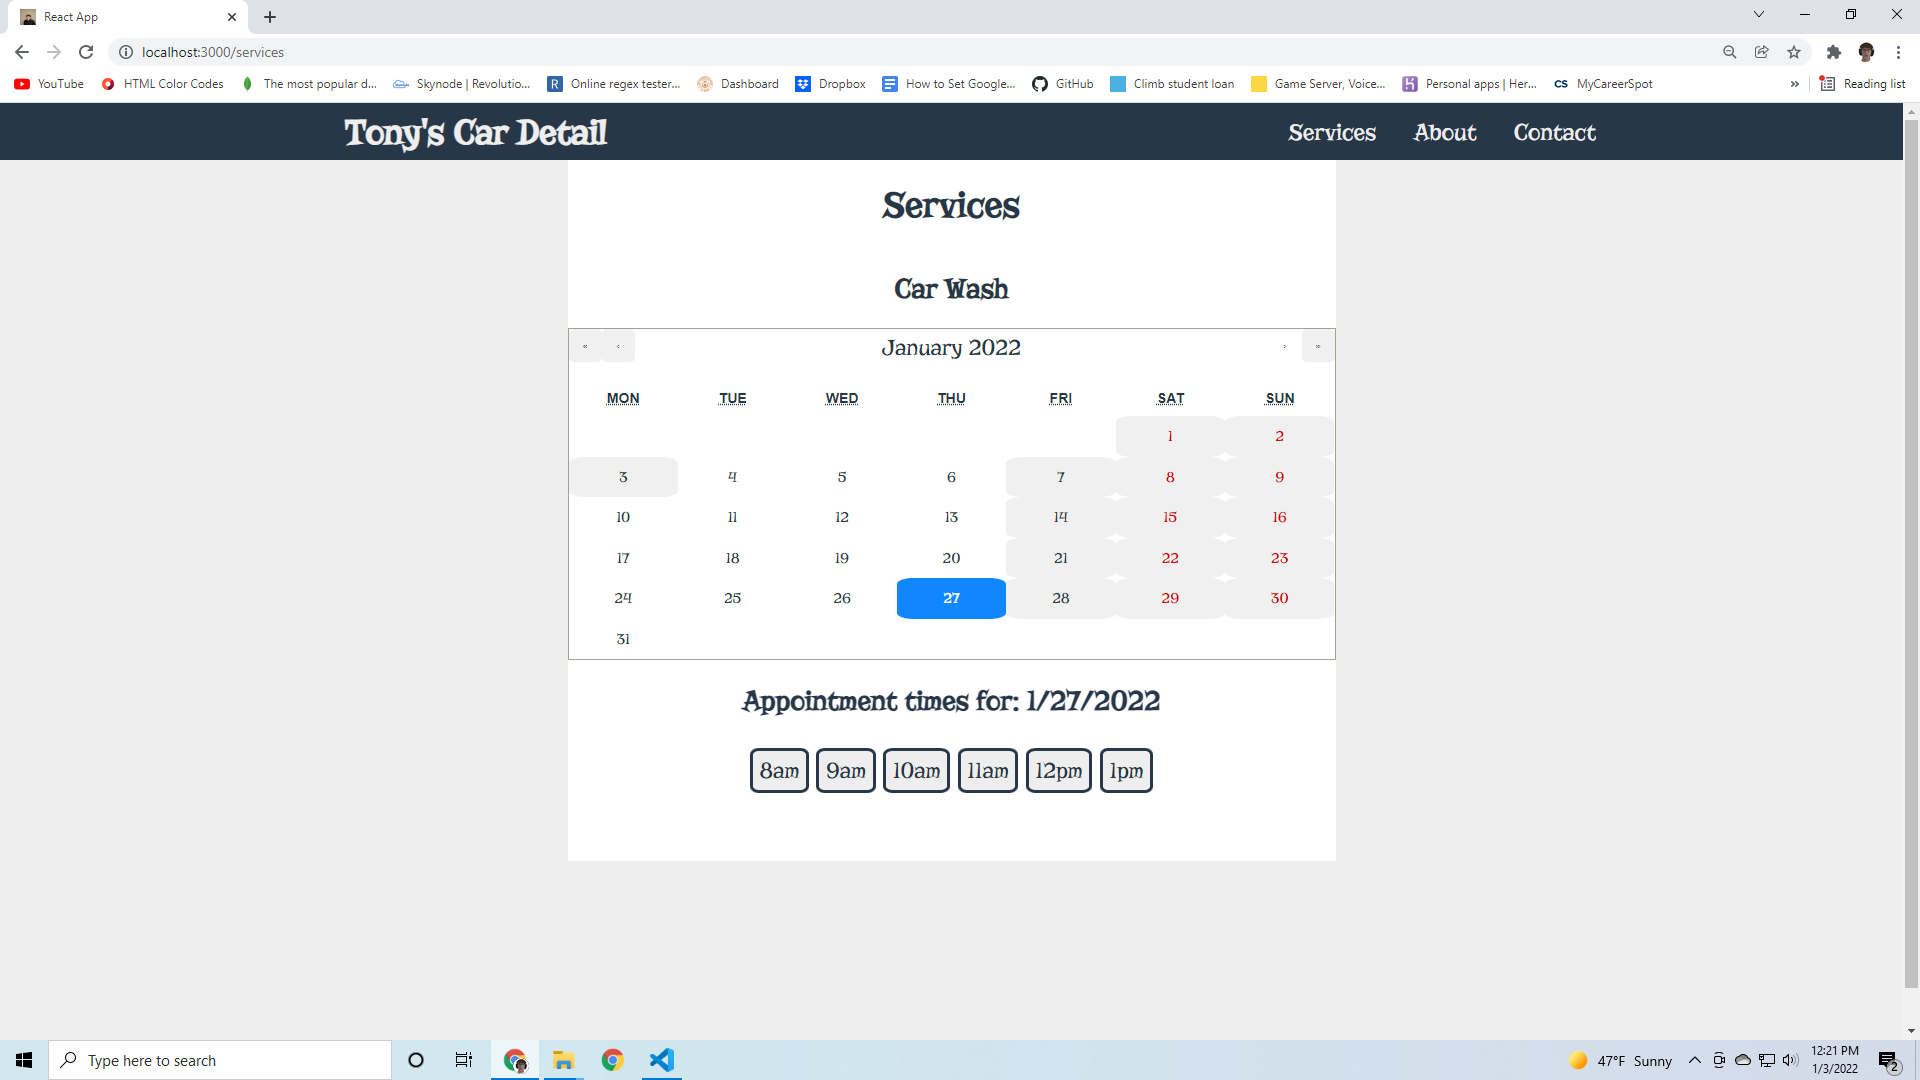 React App
localhost:3000/services
YouTube HTML Color Codes The most popular d... Skynode | Revolutio... Online regex tester... Dashboard Dropbox How to Set Google... GitHub Climb student loan Game Server, Voice... Personal apps | Her... CS MyCareerSpot » Reading list
Tony's Car Detail Services About Contact
Services
Car Wash
« ‹ January 2022 › »
MON TUE WED THU FRI SAT SUN
1 2
3 4 5 6 7 8 9
10 11 12 13 14 15 16
17 18 19 20 21 22 23
24 25 26 27 28 29 30
31
Appointment times for: 1/27/2022
8am 9am 10am 11am 12pm 1pm
Type here to search 47°F Sunny 12:21 PM
1/3/2022 2